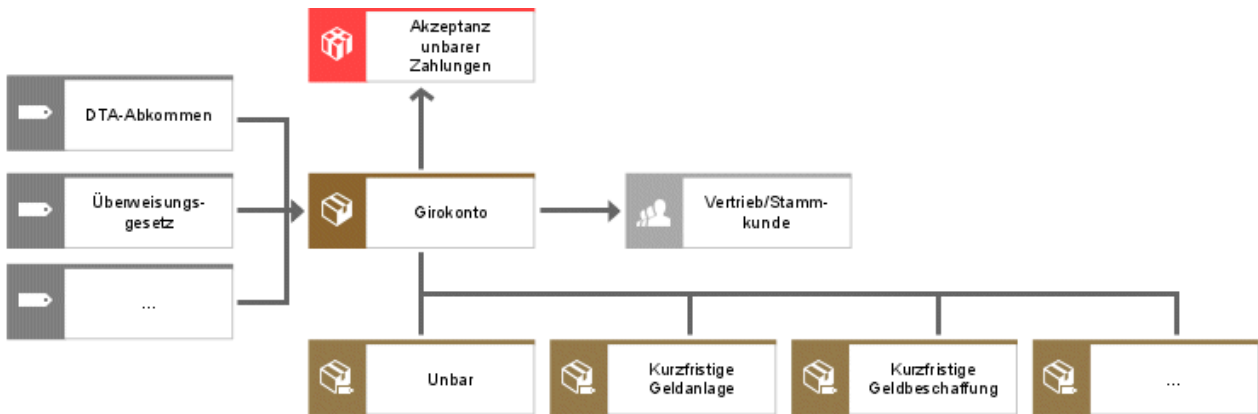 Akzeptanz
unbarer
Zahlungen
DTA-Abkommen
Überweisungs-
gesetz
Girokonto
Vertrieb/Stamm-
kunde
...
Unbar
Kurzfristige
Geldanlage
Kurzfristige
Geldbeschaffung
...